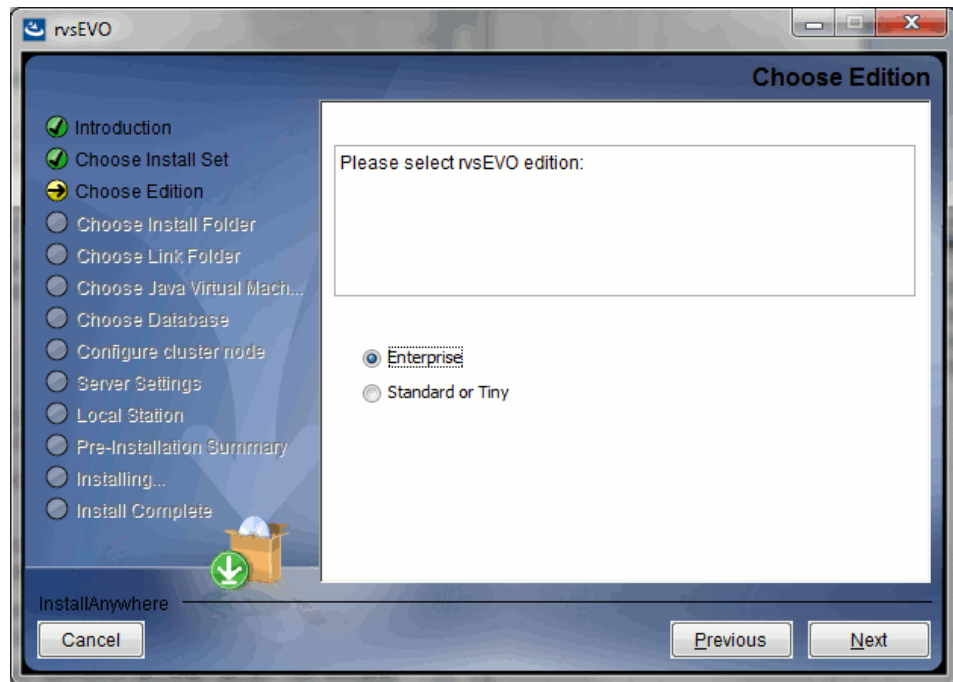 rvsEVO
Choose Edition
Introduction
Choose Install Set
Choose Edition
Choose Install Folder
Choose Link Folder
Choose Java Virtual Mach...
Choose Database
Configure cluster node
Server Settings
Local Station
Pre-Installation Summary
Installing...
Install Complete
Please select rvsEVO edition:
Enterprise
Standard or Tiny
InstallAnywhere
Cancel
Previous
Next